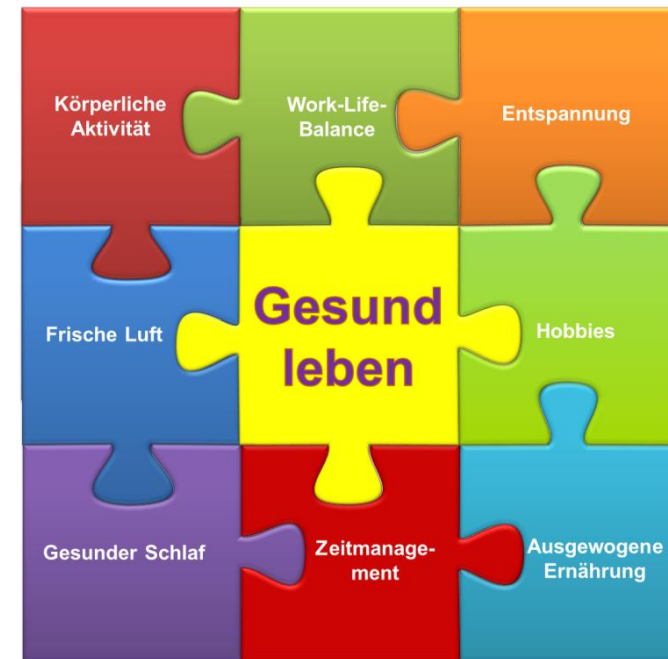 Körperliche
Aktivität
Work-Life-
Balance
Entspannung
Frische Luft
Gesund
leben
Hobbies
Gesunder Schlaf
Zeitmanage-
ment
Ausgewogene
Ernährung